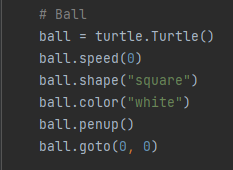 # Ball
ball = turtle.Turtle()
ball.speed(0)
ball.shape("square")
ball.color("white")
ball.penup()
ball.goto(0, 0)